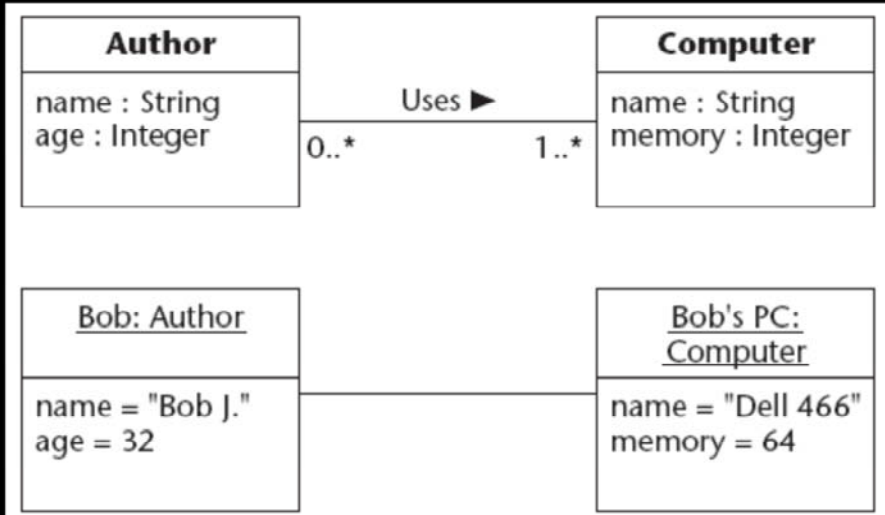 Author
name : String
age : Integer
Uses ►
0..*
1..*
Computer
name : String
memory : Integer
Bob: Author
name = "Bob J."
age = 32
Bob's PC:
Computer
name = "Dell 466"
memory = 64